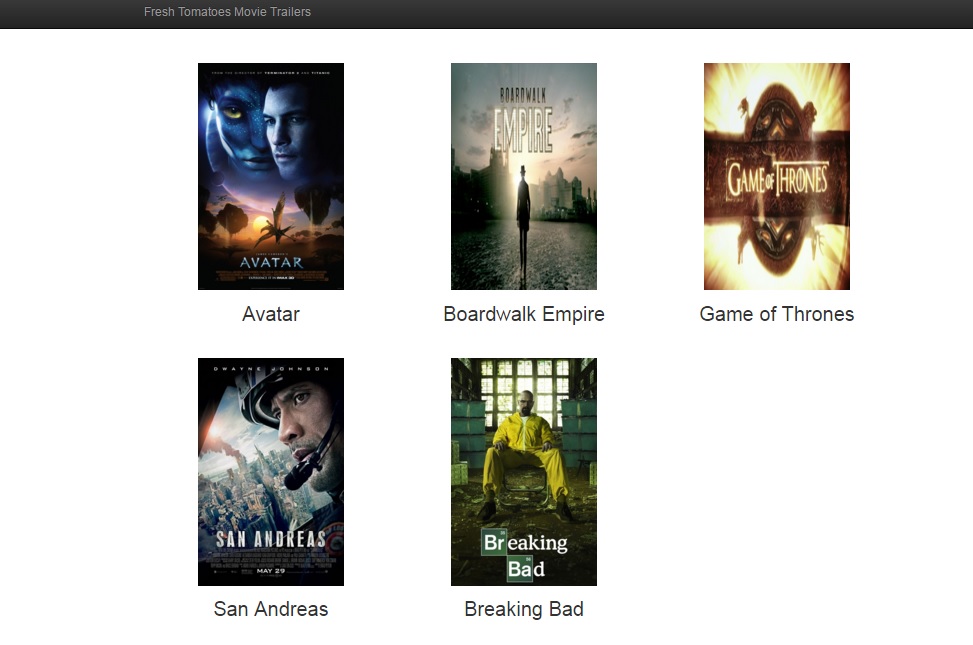 Fresh Tomatoes Movie Trailers
FROM THE DIRECTOR OF TERMINATOR 2 AND TITANIC
AVATAR
Avatar
BOARDWALK
EMPIRE
Boardwalk Empire
GAME OF THRONES
Game of Thrones
DWAYNE JOHNSON
SAN ANDREAS
MAY 29
San Andreas
Breaking
Bad
Breaking Bad